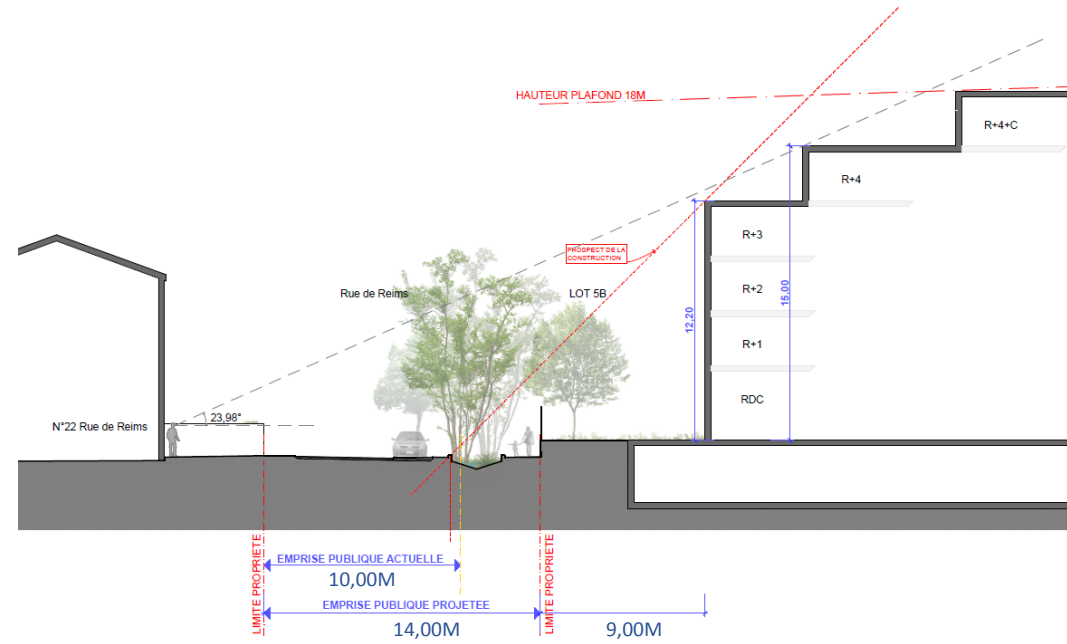 HAUTEUR PLAFOND 18M
R+4+C
R+4
R+3
PROSPECT DE LA
CONSTRUCTION
Rue de Reims
LOT 5B
R+2
15,00
12,20
R+1
RDC
23,98°
N°22 Rue de Reims
LIMITE PROPRIETE
EMPRISE PUBLIQUE ACTUELLE
10,00M
EMPRISE PUBLIQUE PROJETEE
14,00M
LIMITE PROPRIETE
9,00M